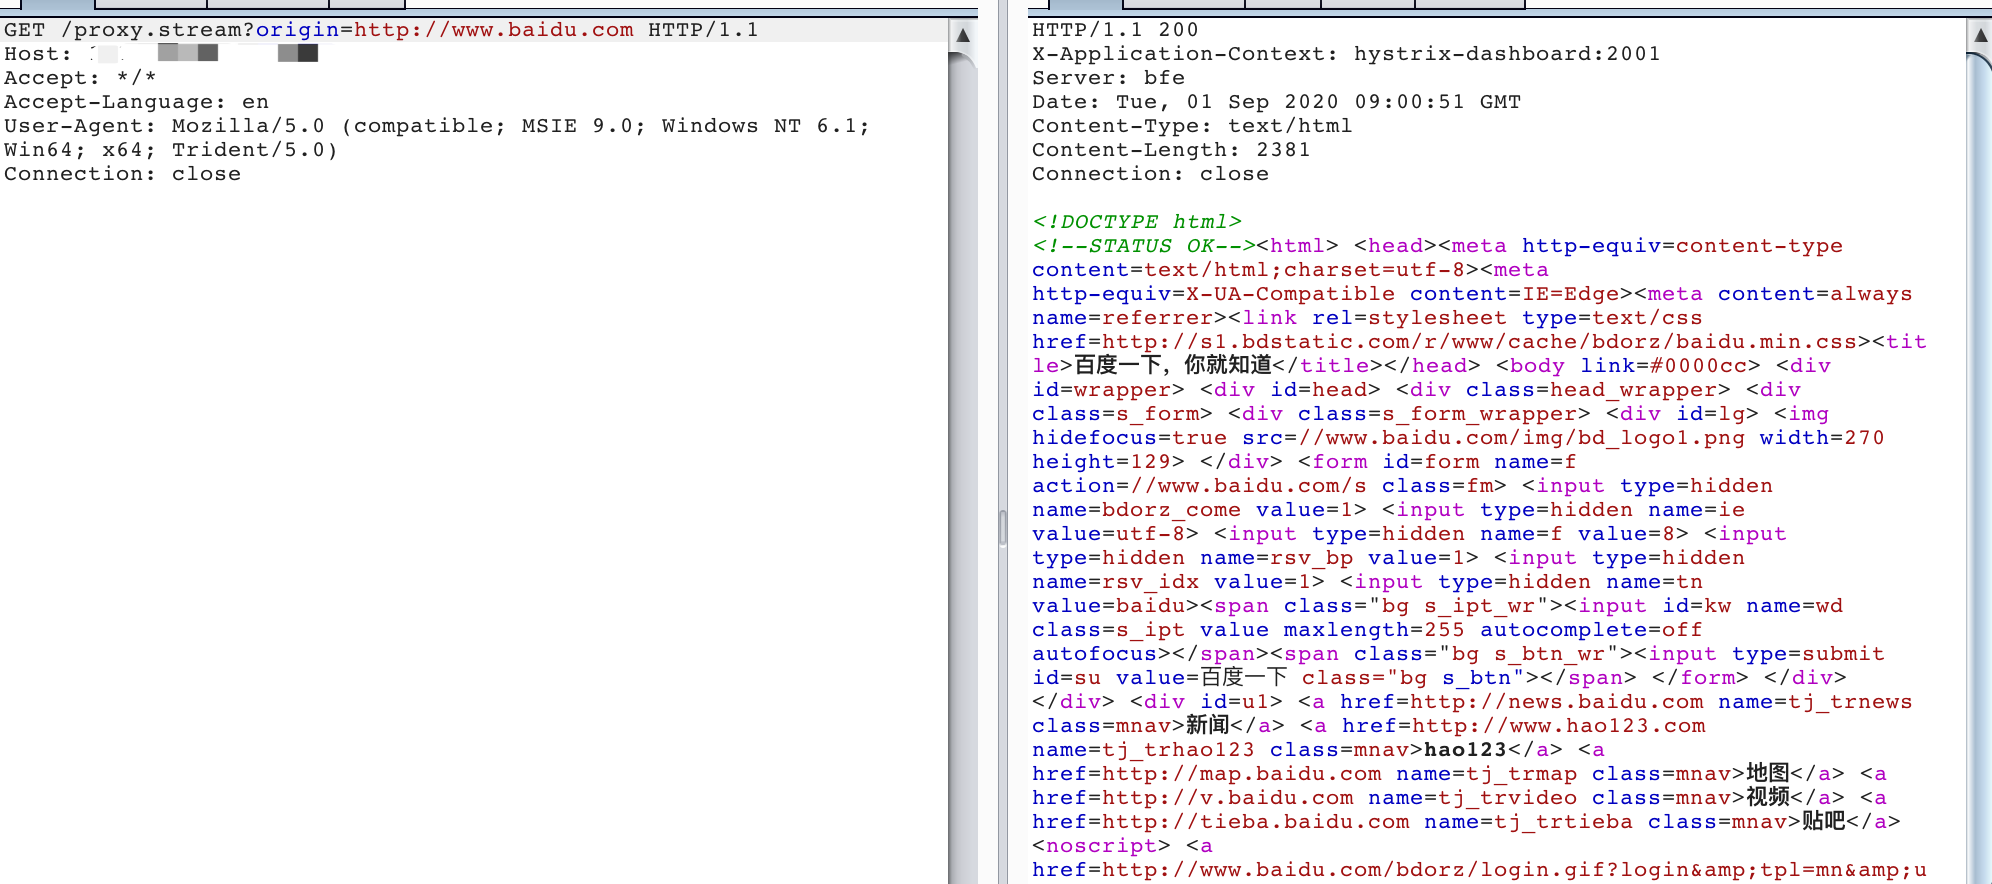 GET /proxy.stream?origin=http://www.baidu.com HTTP/1.1
Host:
Accept: */*
Accept-Language: en
User-Agent: Mozilla/5.0 (compatible; MSIE 9.0; Windows NT 6.1;
Win64; x64; Trident/5.0)
Connection: close
HTTP/1.1 200
X-Application-Context: hystrix-dashboard:2001
Server: bfe
Date: Tue, 01 Sep 2020 09:00:51 GMT
Content-Type: text/html
Content-Length: 2381
Connection: close
<!DOCTYPE html>
<!--STATUS OK--><html> <head><meta http-equiv=content-type
content=text/html;charset=utf-8><meta
http-equiv=X-UA-Compatible content=IE=Edge><meta content=always
name=referrer><link rel=stylesheet type=text/css
href=http://s1.bdstatic.com/r/www/cache/bdorz/baidu.min.css><tit
le>百度一下，你就知道</title></head> <body link=#0000cc> <div
id=wrapper> <div id=head> <div class=head_wrapper> <div
class=s_form> <div class=s_form_wrapper> <div id=lg> <img
hidefocus=true src=//www.baidu.com/img/bd_logo1.png width=270
height=129> </div> <form id=form name=f
action=//www.baidu.com/s class=fm> <input type=hidden
name=bdorz_come value=1> <input type=hidden name=ie
value=utf-8> <input type=hidden name=f value=8> <input
type=hidden name=rsv_bp value=1> <input type=hidden
name=rsv_idx value=1> <input type=hidden name=tn
value=baidu><span class="bg s_ipt_wr"><input id=kw name=wd
class=s_ipt value maxlength=255 autocomplete=off
autofocus></span><span class="bg s_btn_wr"><input type=submit
id=su value=百度一下 class="bg s_btn"></span> </form> </div>
</div> <div id=u1> <a href=http://news.baidu.com name=tj_trnews
class=mnav>新闻</a> <a href=http://www.hao123.com
name=tj_trhao123 class=mnav>hao123</a> <a
href=http://map.baidu.com name=tj_trmap class=mnav>地图</a> <a
href=http://v.baidu.com name=tj_trvideo class=mnav>视频</a> <a
href=http://tieba.baidu.com name=tj_trtieba class=mnav>贴吧</a>
<noscript> <a
href=http://www.baidu.com/bdorz/login.gif?login&amp;tpl=mn&amp;u